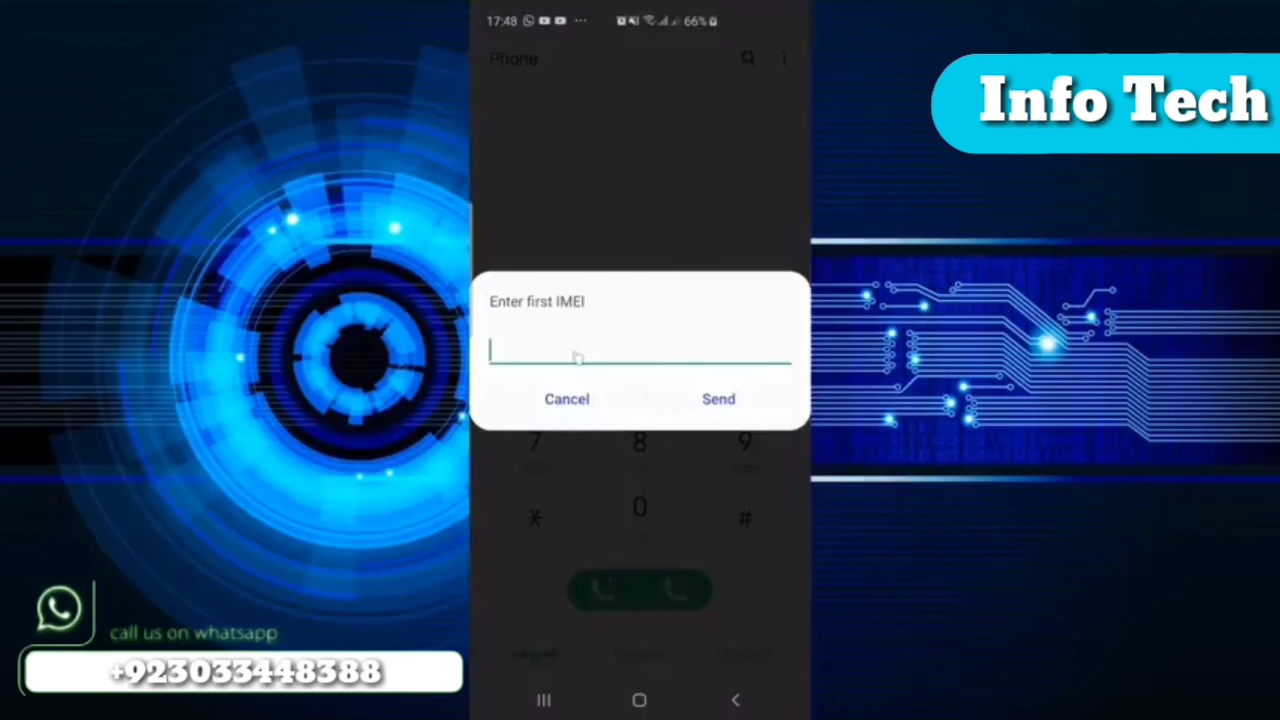 17:48
66%
Phone
Info Tech
Enter first IMEI
Cancel Send
7 8 9
* 0 #
Keypad
call us on whatsapp
+923033448388